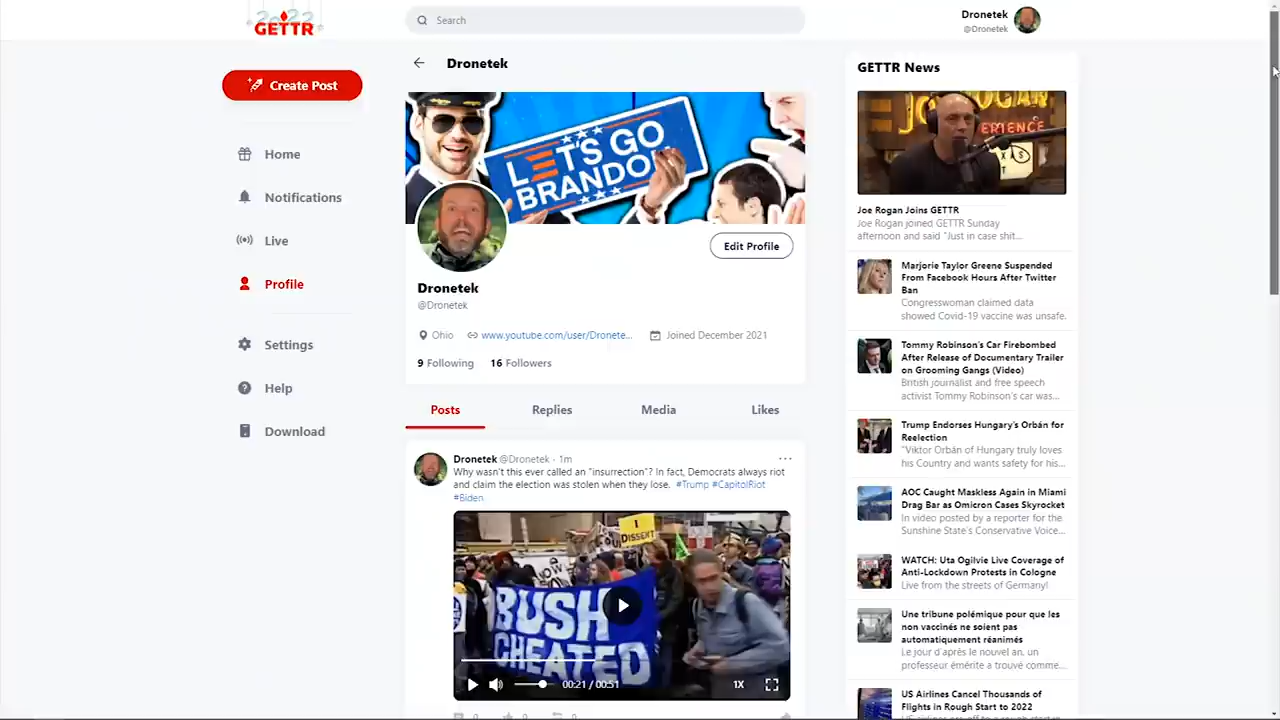 2022
GETTR
Search
Dronetek
@Dronetek
Create Post
Home
Notifications
Live
Profile
Settings
Help
Download
Dronetek
LET'S GO
BRANDON
Edit Profile
Dronetek
@Dronetek
Ohio
www.youtube.com/user/Dronete...
Joined December 2021
9 Following
16 Followers
Posts
Replies
Media
Likes
Dronetek @Dronetek · 1m
Why wasn't this ever called an "insurrection"? In fact, Democrats always riot
and claim the election was stolen when they lose. #Trump #CapitolRiot
#Biden
I
DISSENT
BUSH
CHEATED
00:21 / 00:51
1X
0 0 0
GETTR News
JO ROGAN
ERIENCE
Joe Rogan Joins GETTR
Joe Rogan joined GETTR Sunday
afternoon and said "Just in case shit...
Marjorie Taylor Greene Suspended
From Facebook Hours After Twitter
Ban
Congresswoman claimed data
showed Covid-19 vaccine was unsafe.
Tommy Robinson's Car Firebombed
After Release of Documentary Trailer
on Grooming Gangs (Video)
British journalist and free speech
activist Tommy Robinson's car was...
Trump Endorses Hungary's Orbán for
Reelection
"Viktor Orbán of Hungary truly loves
his Country and wants safety for his...
AOC Caught Maskless Again in Miami
Drag Bar as Omicron Cases Skyrocket
In video posted by a reporter for the
Sunshine State's Conservative Voice...
WATCH: Uta Ogilvie Live Coverage of
Anti-Lockdown Protests in Cologne
Live from the streets of Germany!
Une tribune polémique pour que les
non vaccinés ne soient pas
automatiquement réanimés
Le jour d'après le nouvel an, un
professeur émérite a trouvé comme...
US Airlines Cancel Thousands of
Flights in Rough Start to 2022